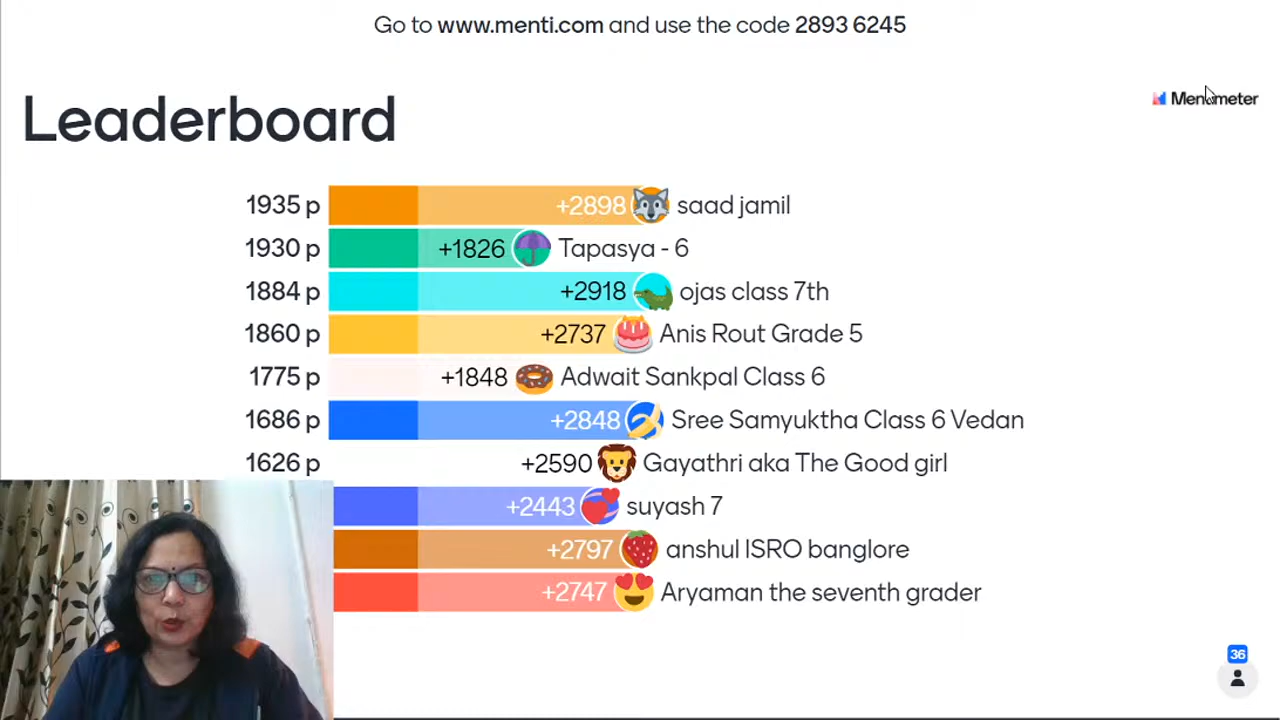 Go to www.menti.com and use the code 2893 6245
Leaderboard
Mentimeter
1935 p +2898 saad jamil
1930 p +1826 Tapasya - 6
1884 p +2918 ojas class 7th
1860 p +2737 Anis Rout Grade 5
1775 p +1848 Adwait Sankpal Class 6
1686 p +2848 Sree Samyuktha Class 6 Vedan
1626 p +2590 Gayathri aka The Good girl
+2443 suyash 7
+2797 anshul ISRO banglore
+2747 Aryaman the seventh grader
36